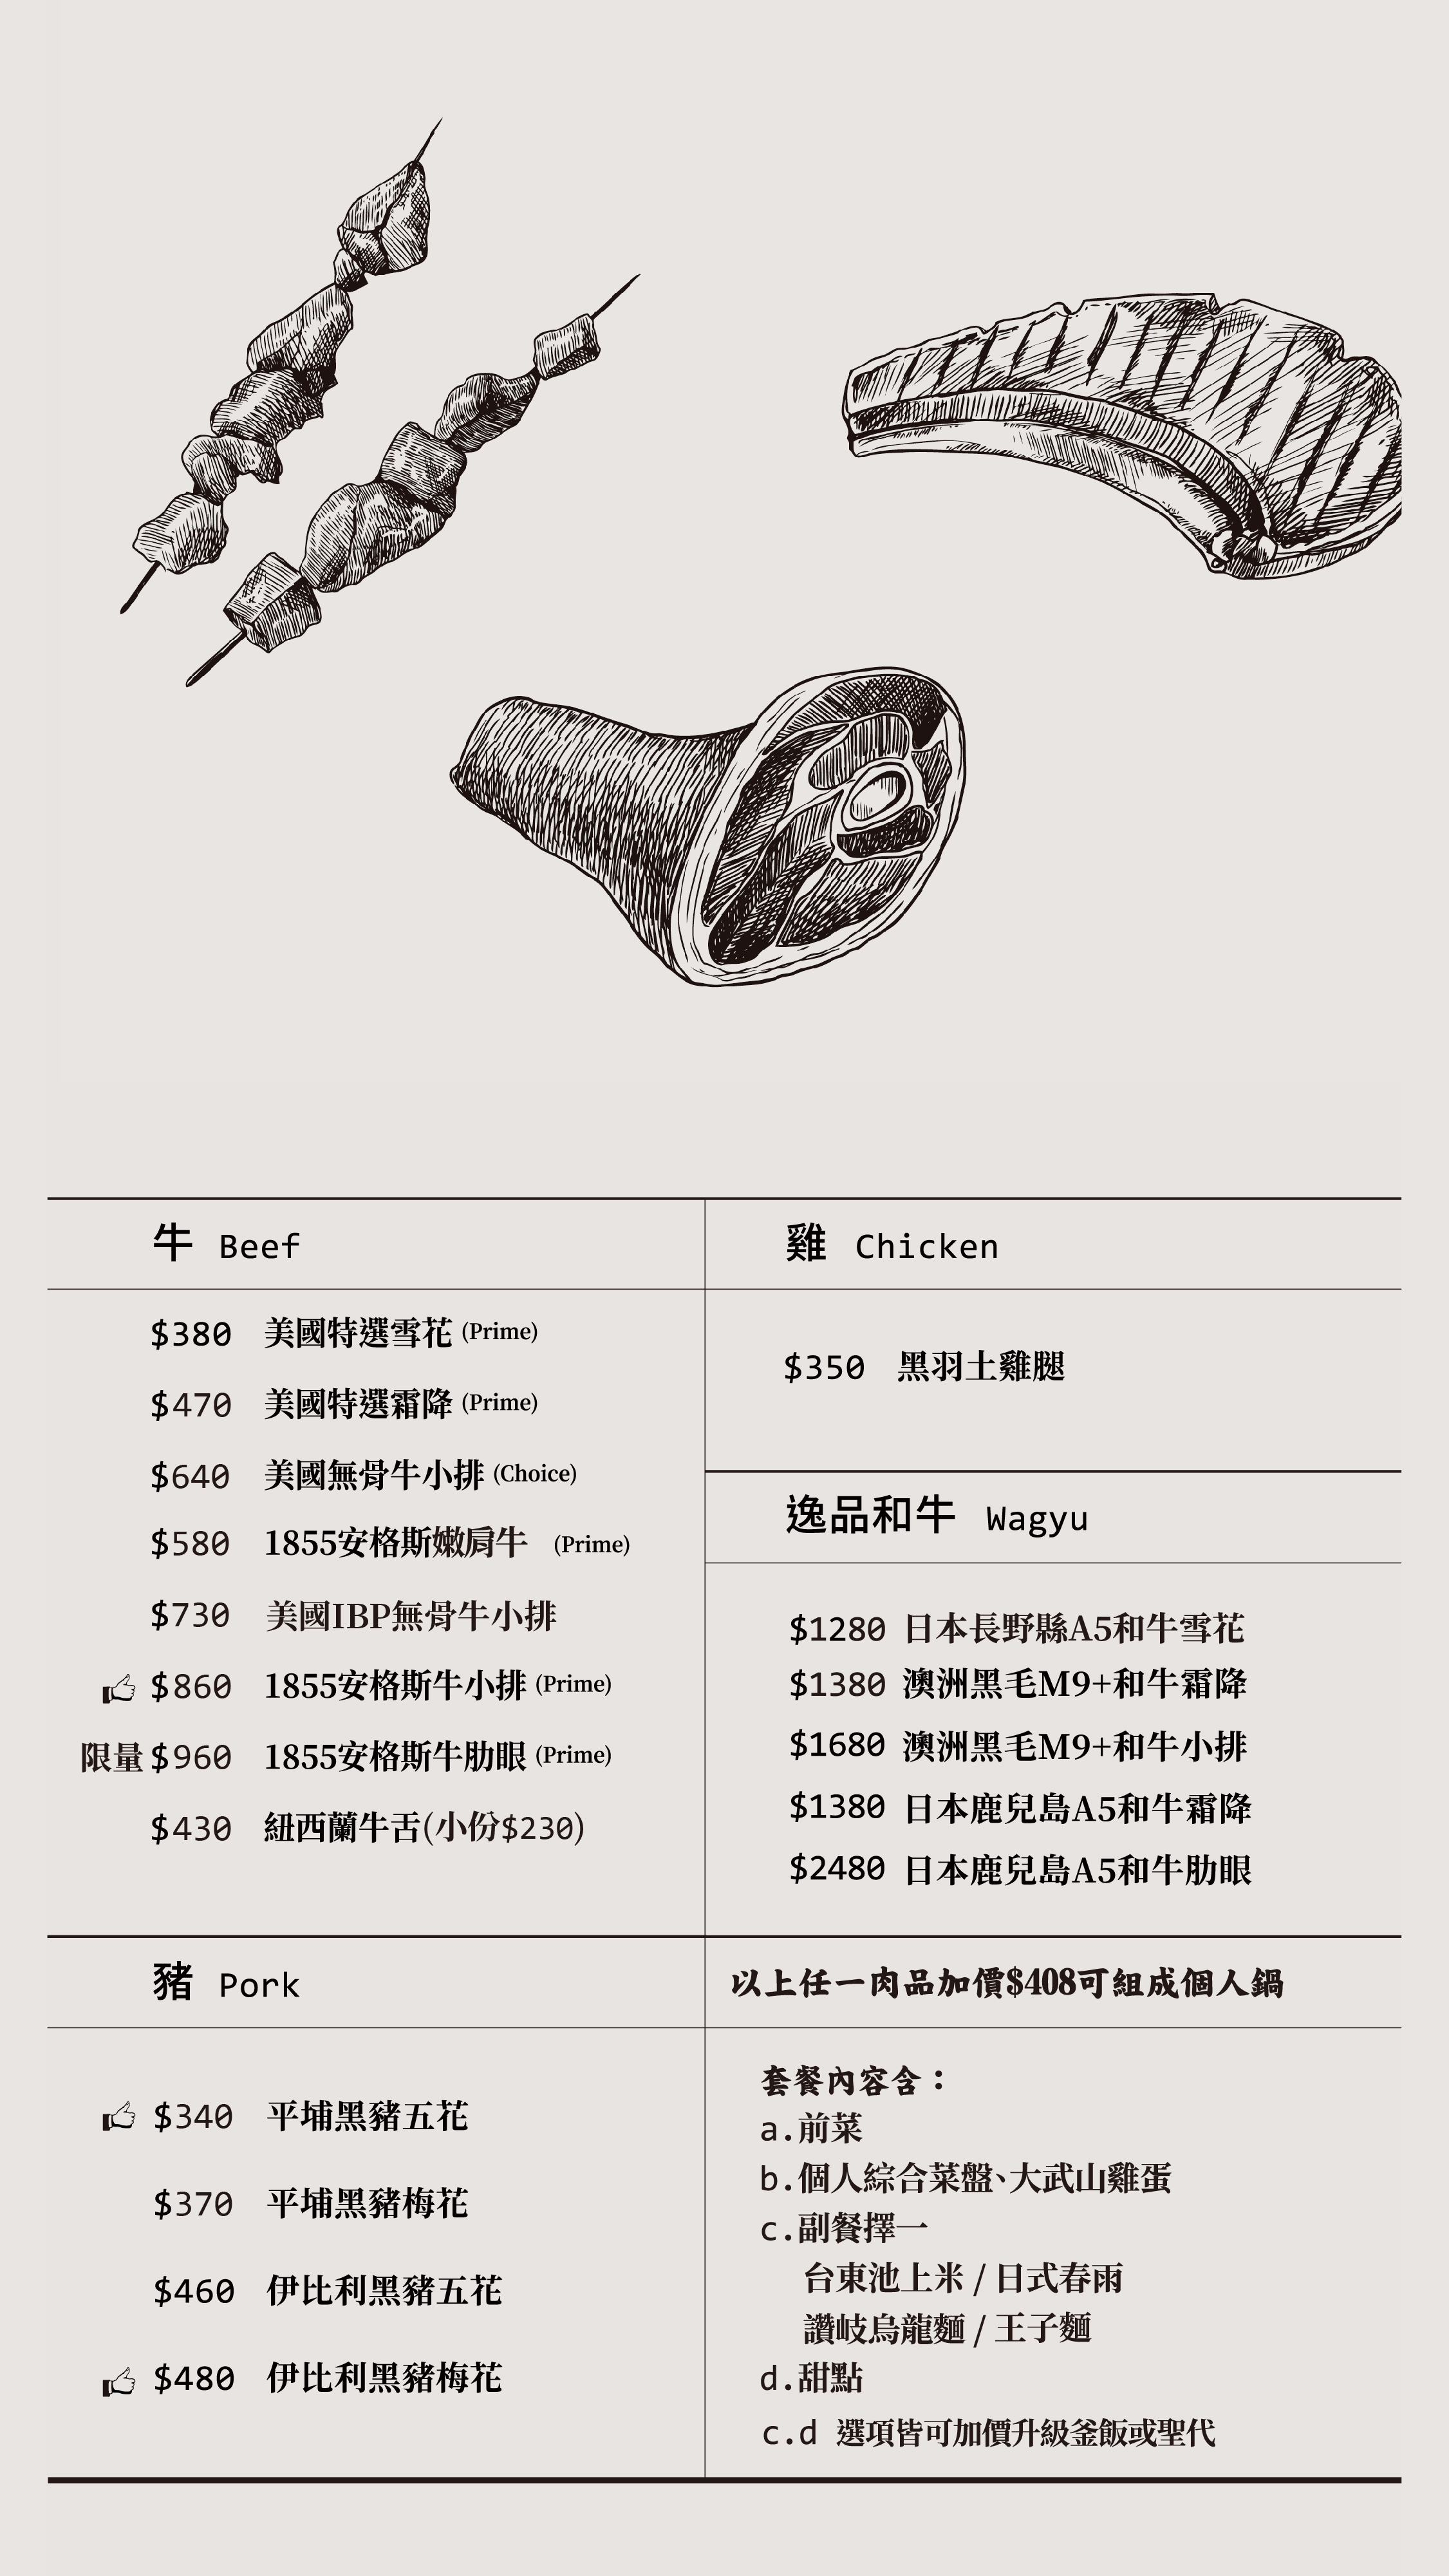 牛 Beef
$380 美國特選雪花 (Prime)
$470 美國特選霜降 (Prime)
$640 美國無骨牛小排 (Choice)
$580 1855安格斯嫩肩牛 (Prime)
$730 美國IBP無骨牛小排
$860 1855安格斯牛小排 (Prime)
限量 $960 1855安格斯牛肋眼 (Prime)
$430 紐西蘭牛舌(小份$230)
雞 Chicken
$350 黑羽土雞腿
逸品和牛 Wagyu
$1280 日本長野縣A5和牛雪花
$1380 澳洲黑毛M9+和牛霜降
$1680 澳洲黑毛M9+和牛小排
$1380 日本鹿兒島A5和牛霜降
$2480 日本鹿兒島A5和牛肋眼
豬 Pork
$340 平埔黑豬五花
$370 平埔黑豬梅花
$460 伊比利黑豬五花
$480 伊比利黑豬梅花
以上任一肉品加價$408可組成個人鍋
套餐內容含：
a.前菜
b.個人綜合菜盤、大武山雞蛋
c.副餐擇一
台東池上米 / 日式春雨
讚岐烏龍麵 / 王子麵
d.甜點
c.d 選項皆可加價升級釜飯或聖代